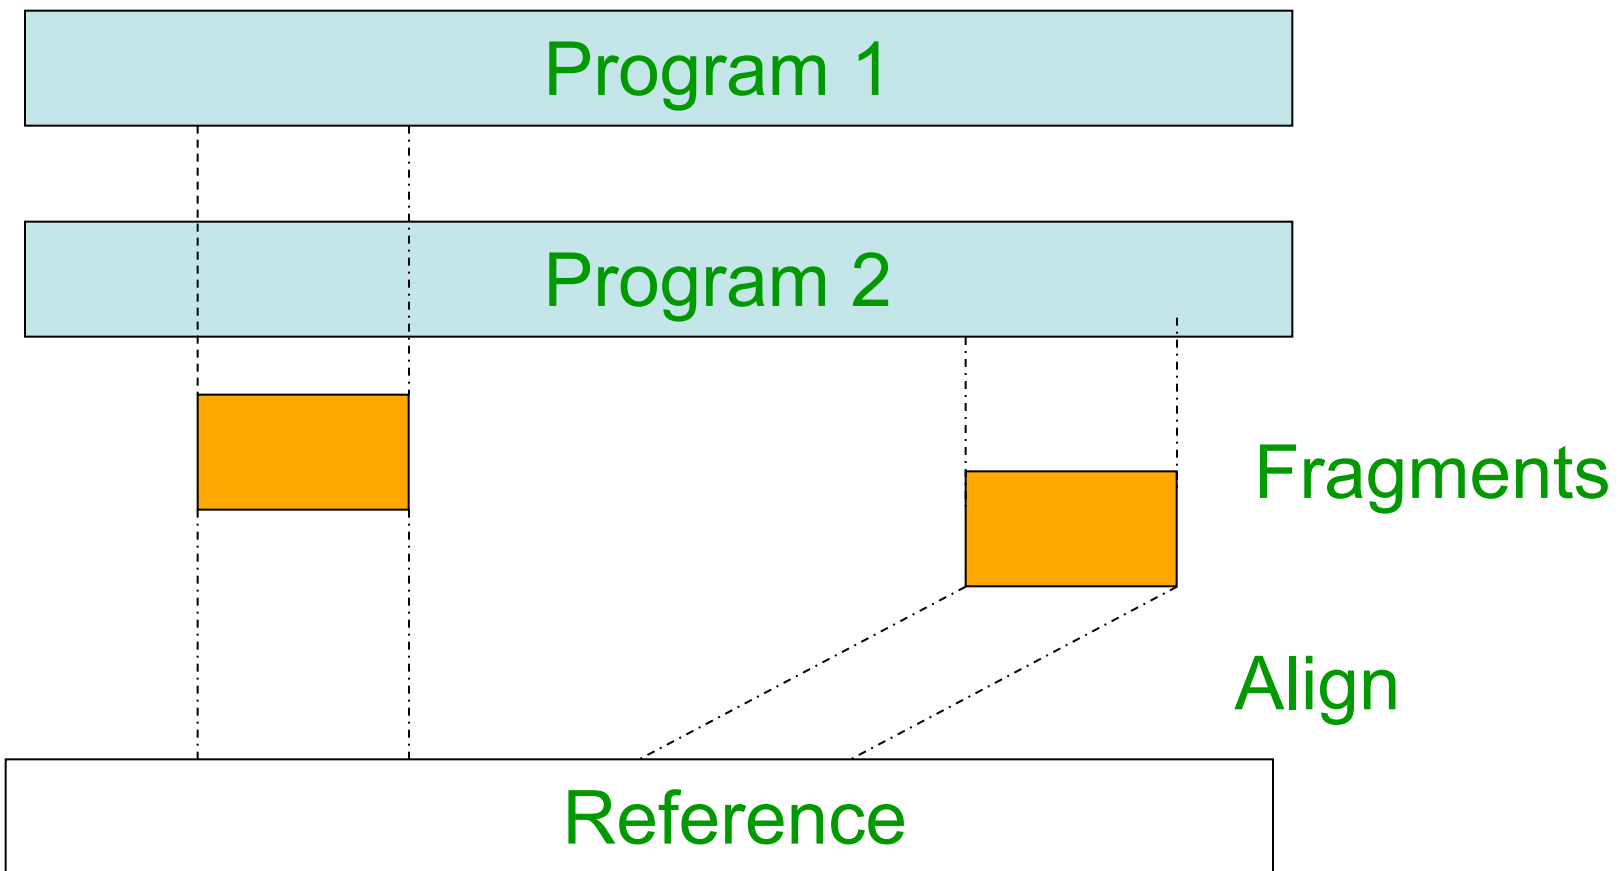 Program 1
Program 2
Fragments
Align
Reference